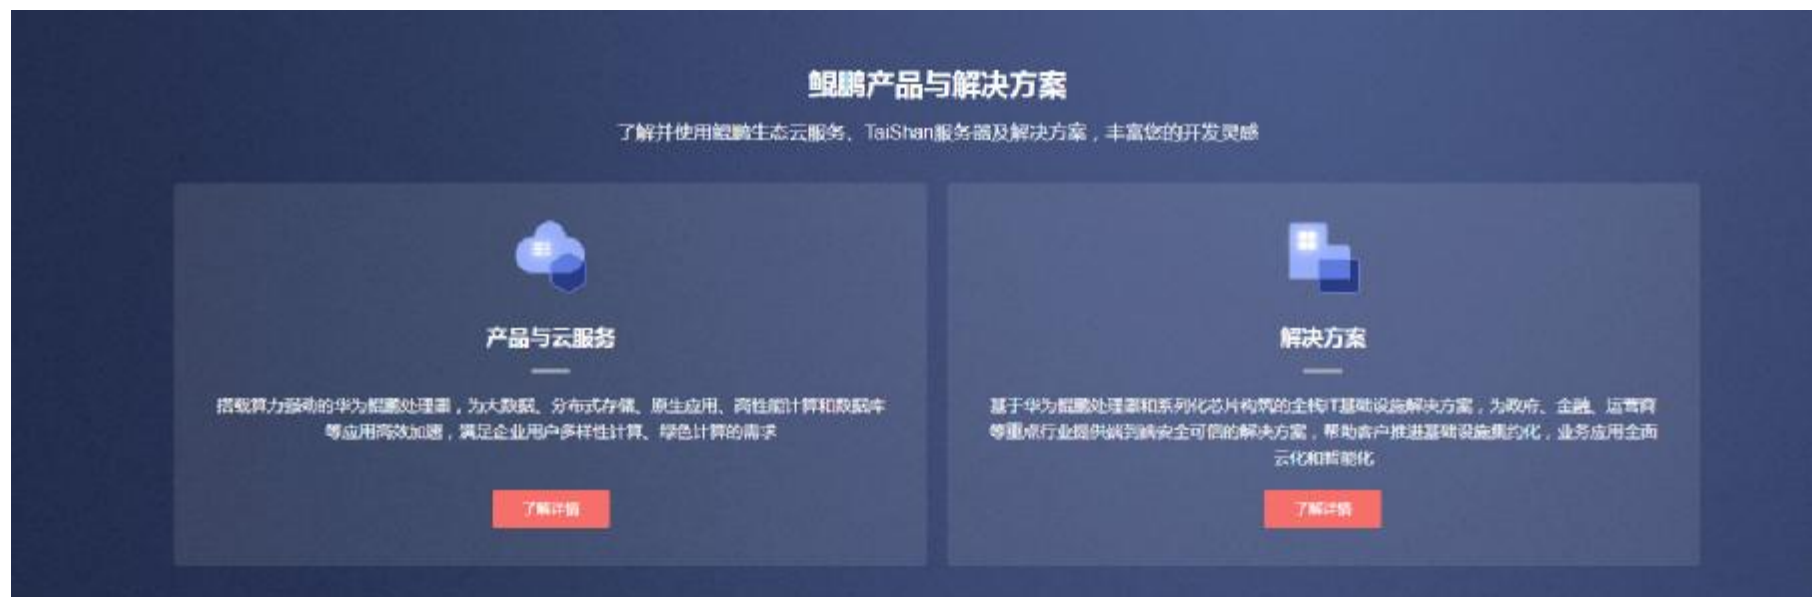 鲲鹏产品与解决方案
了解并使用鲲鹏生态云服务、TaiShan服务器及解决方案，丰富您的开发灵感
产品与云服务
搭载算力强劲的华为鲲鹏处理器，为大数据、分布式存储、原生应用、高性能计算和数据库
等应用高效加速，满足企业用户多样性计算、绿色计算的需求
了解详情
解决方案
基于华为鲲鹏处理器和系列化芯片构筑的全栈IT基础设施解决方案，为政府、金融、运营商
等重点行业提供端到端安全可信的解决方案，帮助客户推进基础设施集约化，业务应用全面
云化和智能化
了解详情